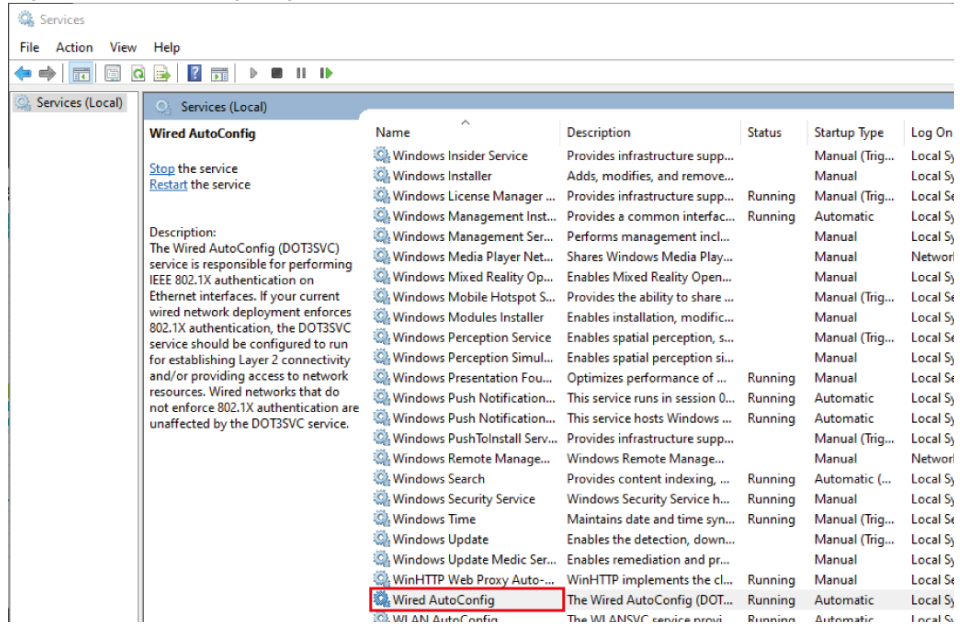 Services
File Action View Help
Services (Local)
Services (Local)
Wired AutoConfig
Stop the service
Restart the service
Description:
The Wired AutoConfig (DOT3SVC)
service is responsible for performing
IEEE 802.1X authentication on
Ethernet interfaces. If your current
wired network deployment enforces
802.1X authentication, the DOT3SVC
service should be configured to run
for establishing Layer 2 connectivity
and/or providing access to network
resources. Wired networks that do
not enforce 802.1X authentication are
unaffected by the DOT3SVC service.
Name Description Status Startup Type Log On
Windows Insider Service Provides infrastructure supp... Manual (Trig... Local Sy
Windows Installer Adds, modifies, and remove... Manual Local Sy
Windows License Manager ... Provides infrastructure supp... Running Manual (Trig... Local Se
Windows Management Inst... Provides a common interfac... Running Automatic Local Sy
Windows Management Ser... Performs management incl... Manual Local Sy
Windows Media Player Net... Shares Windows Media Play... Manual Networ
Windows Mixed Reality Op... Enables Mixed Reality Open... Manual Local Sy
Windows Mobile Hotspot S... Provides the ability to share ... Manual (Trig... Local Se
Windows Modules Installer Enables installation, modific... Manual Local Sy
Windows Perception Service Enables spatial perception, s... Manual (Trig... Local Se
Windows Perception Simul... Enables spatial perception si... Manual Local Sy
Windows Presentation Fou... Optimizes performance of ... Running Manual Local Se
Windows Push Notification... This service runs in session 0... Running Automatic Local Sy
Windows Push Notification... This service hosts Windows ... Running Automatic Local Sy
Windows PushToInstall Serv... Provides infrastructure supp... Manual (Trig... Local Sy
Windows Remote Manage... Windows Remote Manage... Manual Networ
Windows Search Provides content indexing, ... Running Automatic (... Local Sy
Windows Security Service Windows Security Service h... Running Manual Local Sy
Windows Time Maintains date and time syn... Running Manual (Trig... Local Se
Windows Update Enables the detection, down... Manual (Trig... Local Sy
Windows Update Medic Ser... Enables remediation and pr... Manual Local Sy
WinHTTP Web Proxy Auto-... WinHTTP implements the cl... Running Manual Local Se
Wired AutoConfig The Wired AutoConfig (DOT... Running Automatic Local Sy
WLAN AutoConfig The WLANSVC service provi... Running Automatic Local Sy